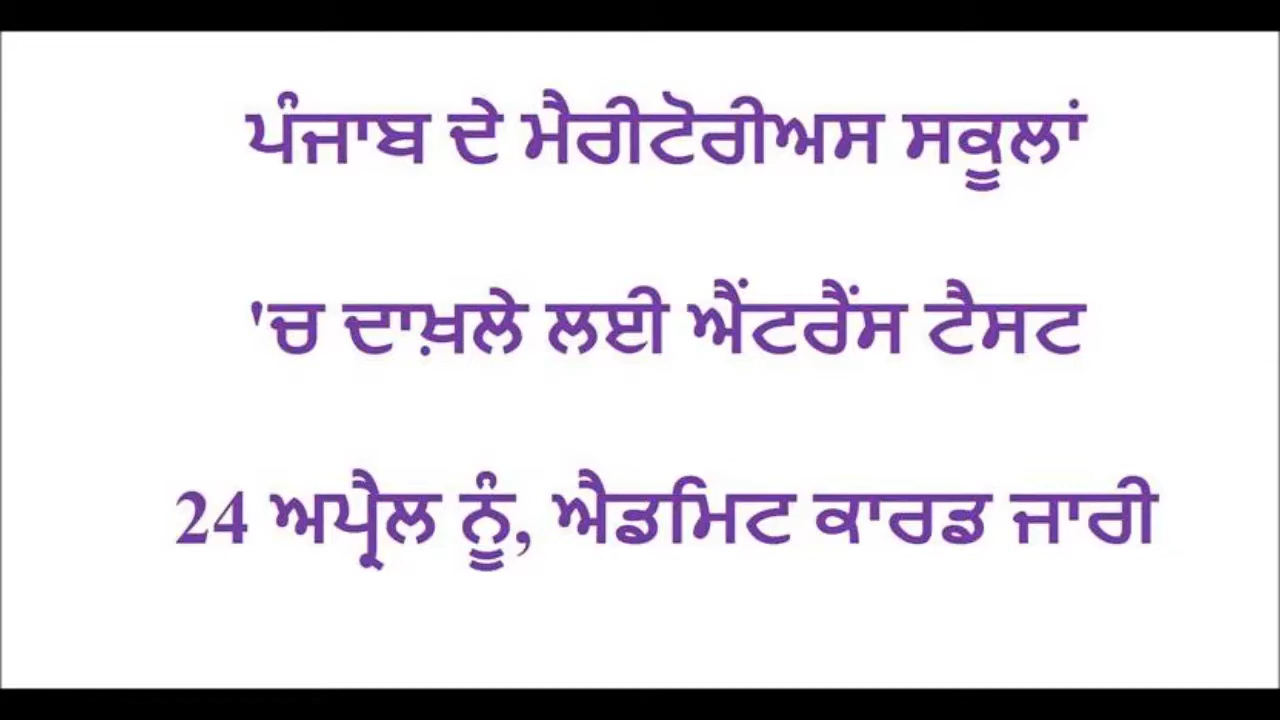 ਪੰਜਾਬ ਦੇ ਮੈਰੀਟੋਰੀਅਸ ਸਕੂਲਾਂ
'ਚ ਦਾਖ਼ਲੇ ਲਈ ਐਂਟਰੈਂਸ ਟੈਸਟ
24 ਅਪ੍ਰੈਲ ਨੂੰ, ਐਡਮਿਟ ਕਾਰਡ ਜਾਰੀ